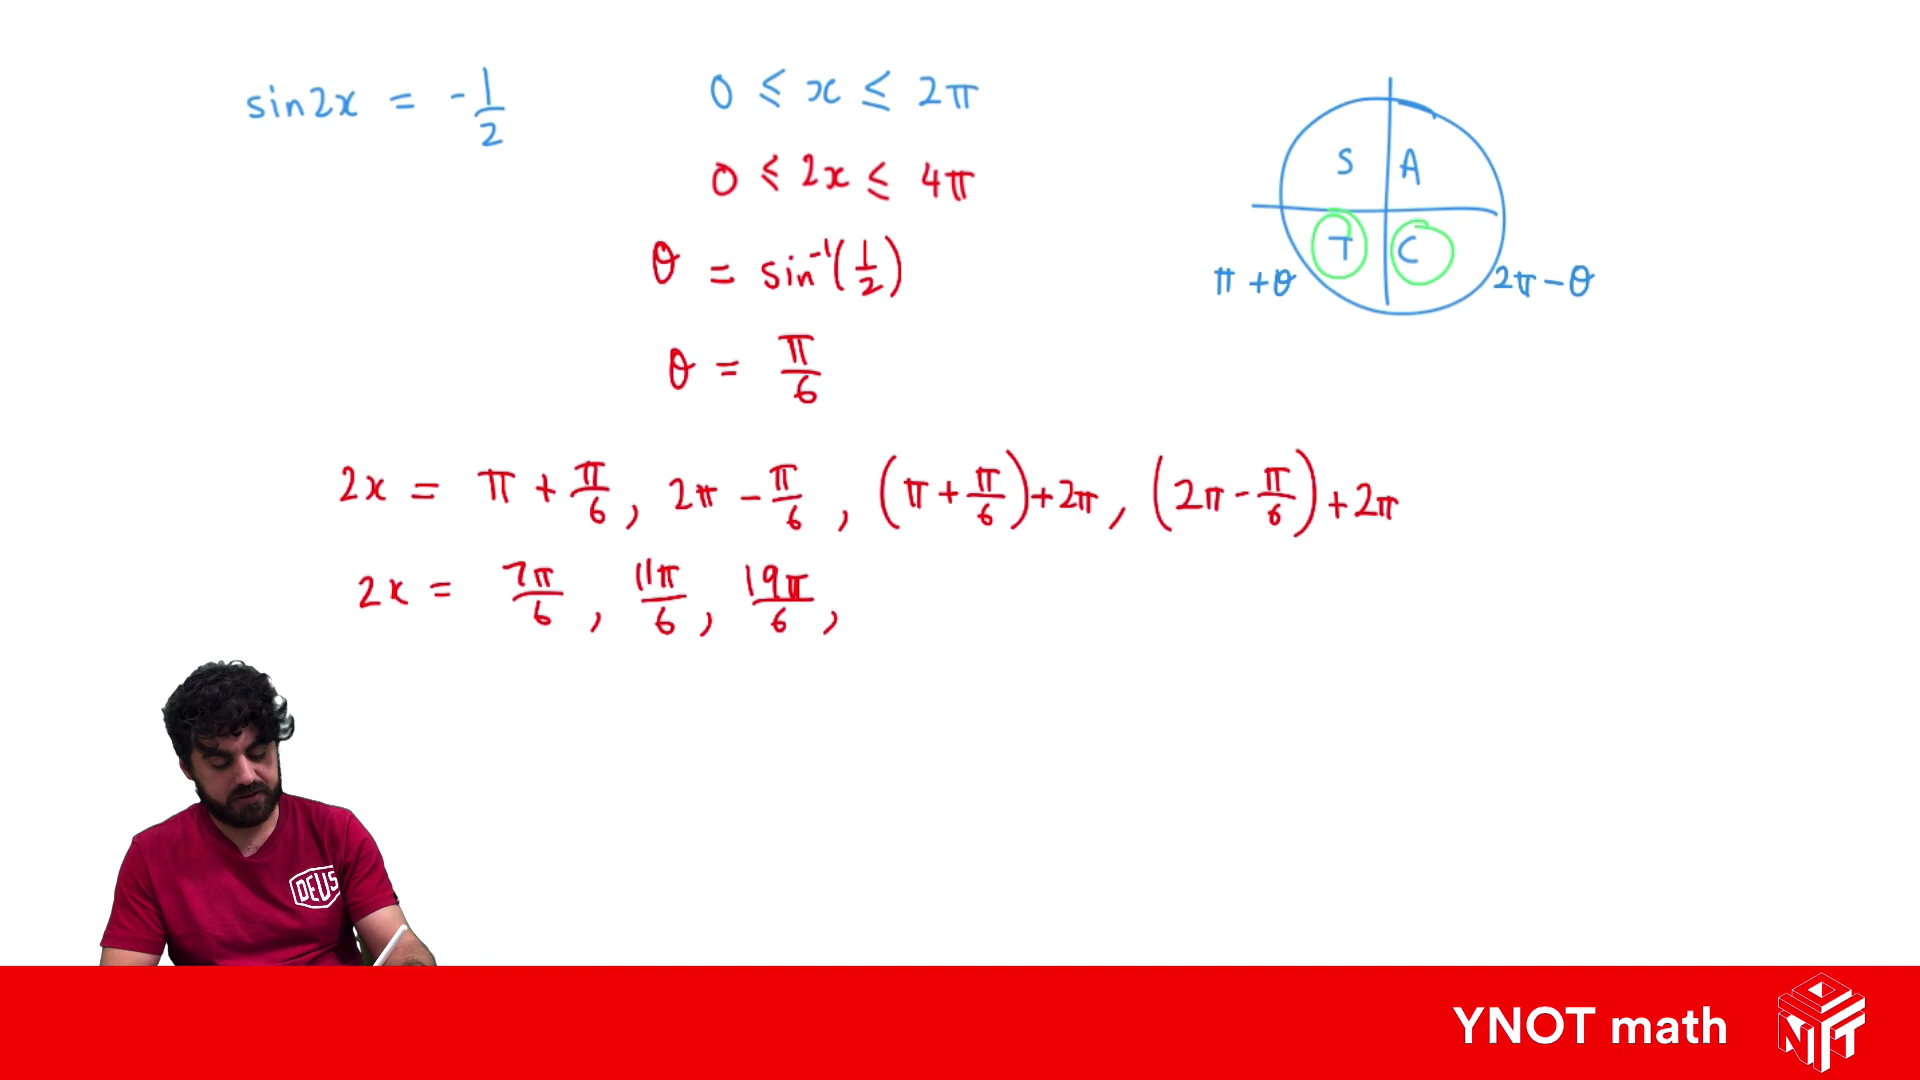 sin2x = -1/2
0 ≤ x ≤ 2π
0 ≤ 2x ≤ 4π
θ = sin⁻¹(1/2)
θ = π/6
S A
T C
π + θ
2π - θ
2x = π + π/6, 2π - π/6, (π + π/6) + 2π, (2π - π/6) + 2π
2x = 7π/6, 11π/6, 19π/6,
DEUS
YNOT math
YNOT